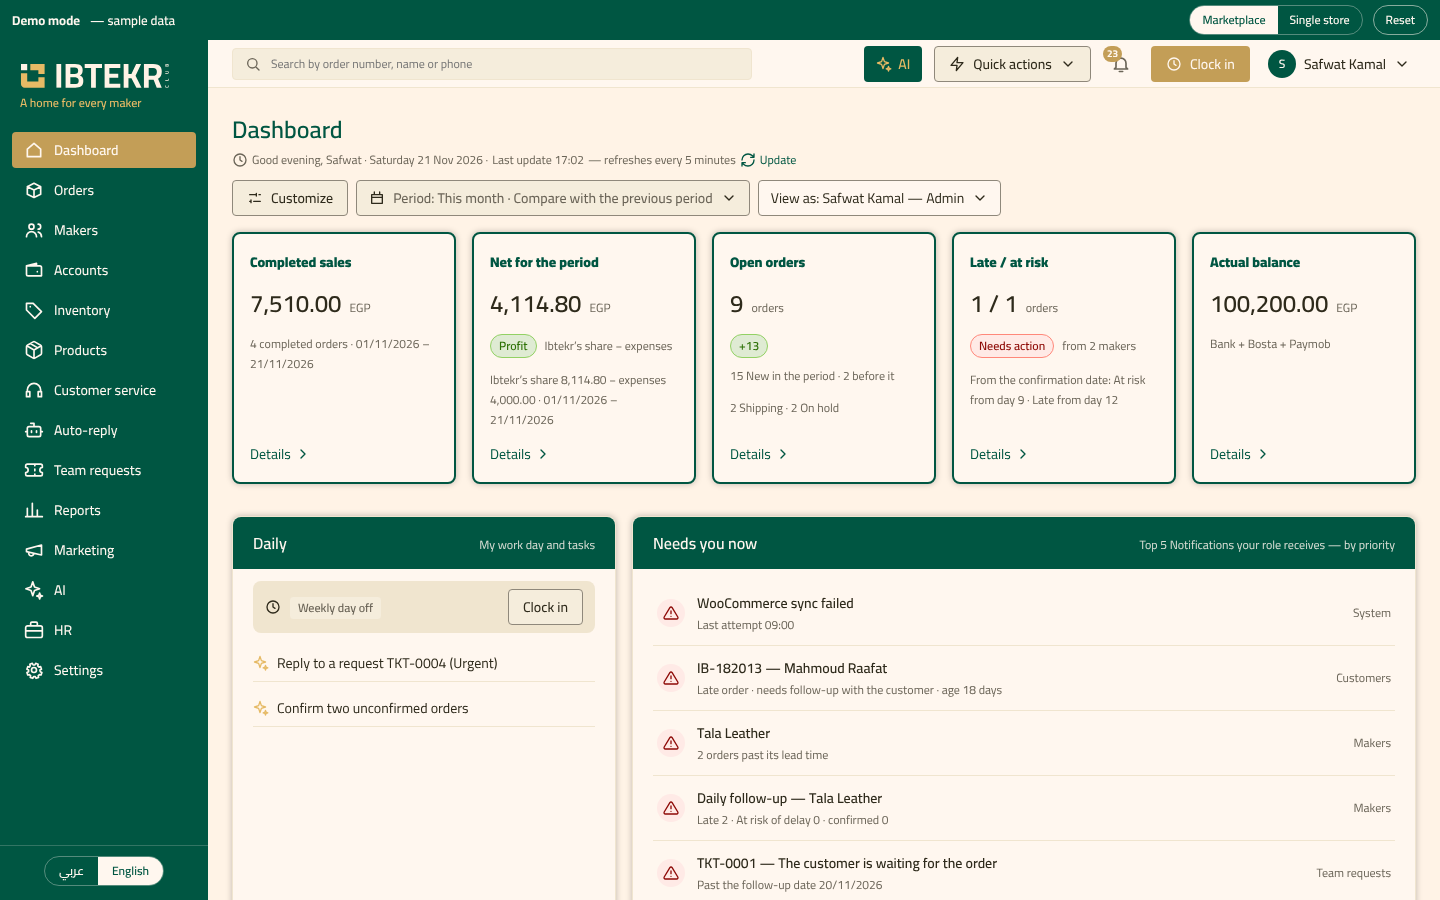 Demo mode — sample data
Marketplace
Single store
Reset
IBTEKR
CLUB
A home for every maker
Search by order number, name or phone
AI
Quick actions
23
Clock in
S
Safwat Kamal
Dashboard
Orders
Makers
Accounts
Inventory
Products
Customer service
Auto-reply
Team requests
Reports
Marketing
AI
HR
Settings
عربي
English
Dashboard
Good evening, Safwat · Saturday 21 Nov 2026 · Last update 17:02 — refreshes every 5 minutes Update
Customize
Period: This month · Compare with the previous period
View as: Safwat Kamal — Admin
Completed sales
7,510.00 EGP
4 completed orders · 01/11/2026 –
21/11/2026
Details
Net for the period
4,114.80 EGP
Profit Ibtekr’s share – expenses
Ibtekr’s share 8,114.80 – expenses
4,000.00 · 01/11/2026 –
21/11/2026
Details
Open orders
9 orders
+13
15 New in the period · 2 before it
2 Shipping · 2 On hold
Details
Late / at risk
1 / 1 orders
Needs action from 2 makers
From the confirmation date: At risk
from day 9 · Late from day 12
Details
Actual balance
100,200.00 EGP
Bank + Bosta + Paymob
Details
Daily
My work day and tasks
Weekly day off
Clock in
Reply to a request TKT-0004 (Urgent)
Confirm two unconfirmed orders
Needs you now
Top 5 Notifications your role receives — by priority
WooCommerce sync failed
Last attempt 09:00
System
IB-182013 — Mahmoud Raafat
Late order · needs follow-up with the customer · age 18 days
Customers
Tala Leather
2 orders past its lead time
Makers
Daily follow-up — Tala Leather
Late 2 · At risk of delay 0 · confirmed 0
Makers
TKT-0001 — The customer is waiting for the order
Past the follow-up date 20/11/2026
Team requests